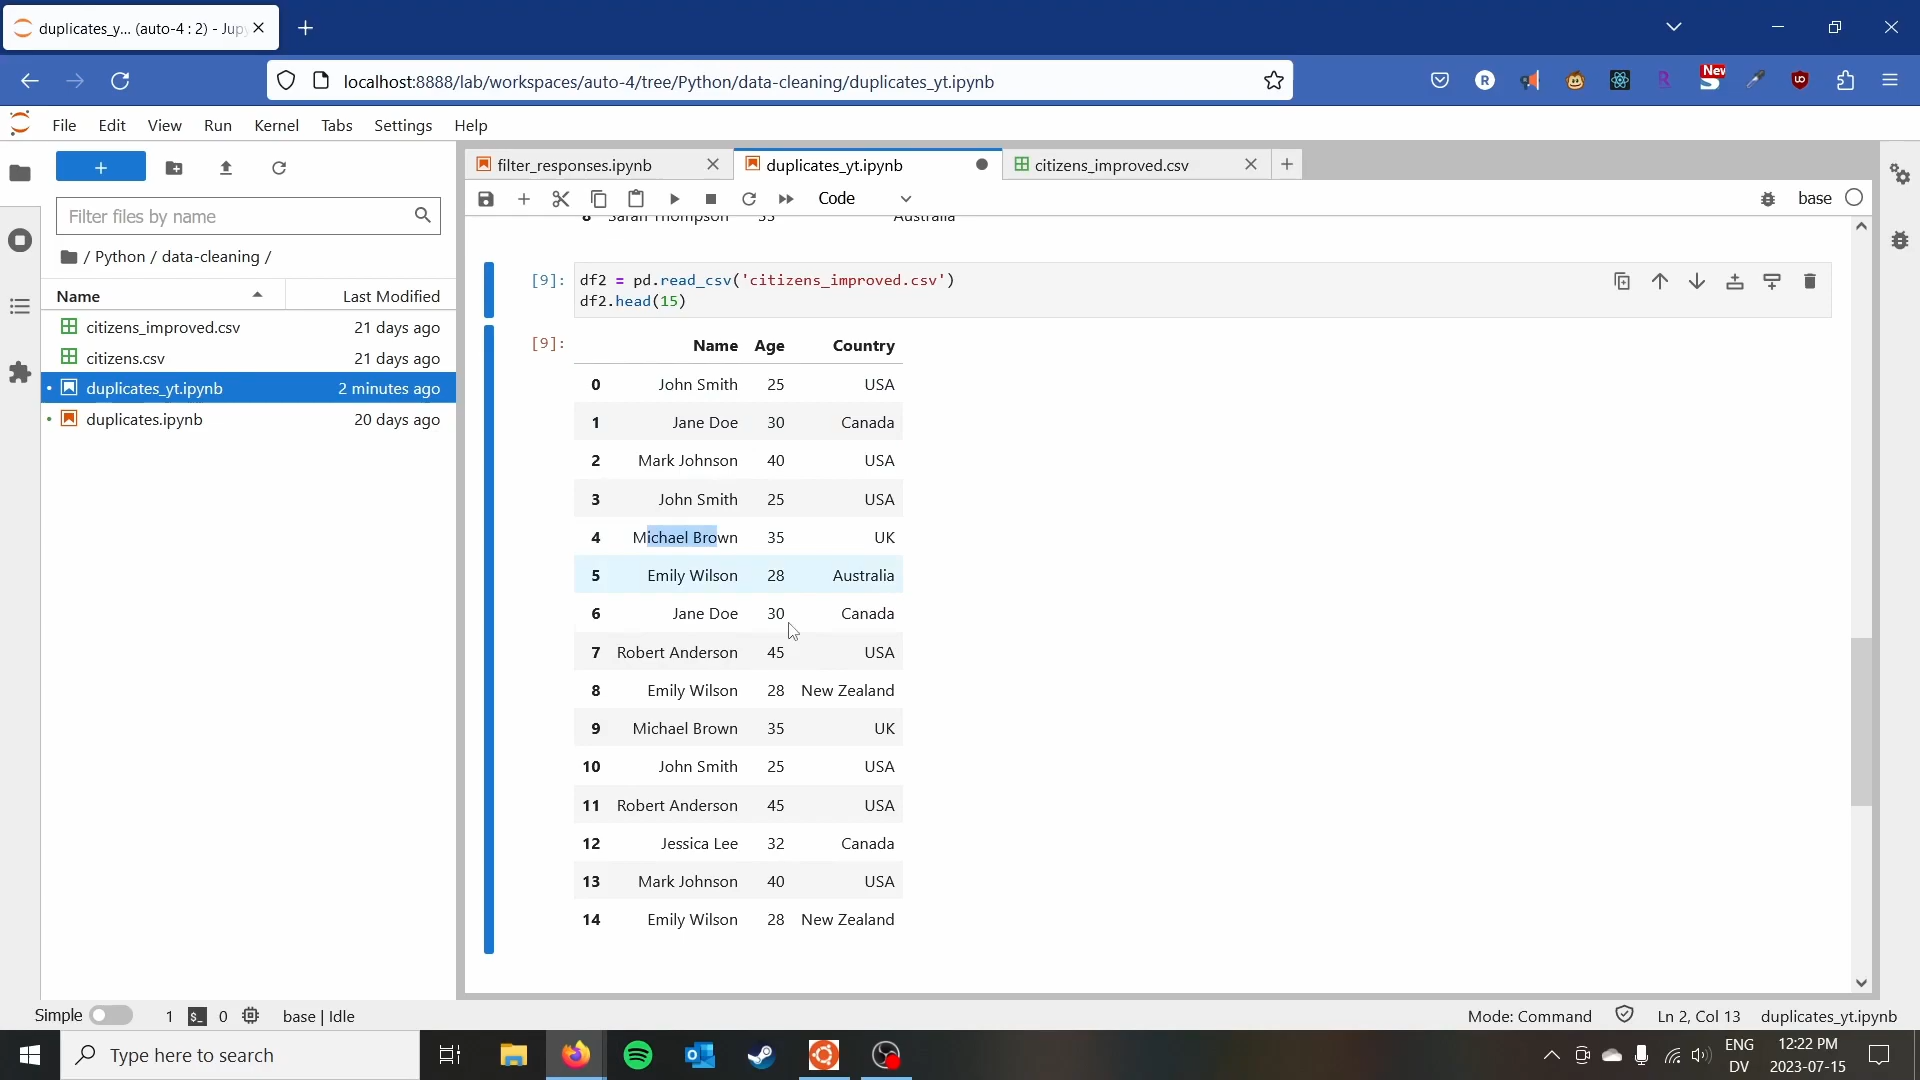 duplicates_y... (auto-4 : 2) - Jupy
localhost:8888/lab/workspaces/auto-4/tree/Python/data-cleaning/duplicates_yt.ipynb
New
File Edit View Run Kernel Tabs Settings Help
filter_responses.ipynb
duplicates_yt.ipynb
citizens_improved.csv
Code
base
Filter files by name
/ Python / data-cleaning /
Name Last Modified
citizens_improved.csv 21 days ago
citizens.csv 21 days ago
duplicates_yt.ipynb 2 minutes ago
duplicates.ipynb 20 days ago
8 Sarah Thompson 33 Australia
[9]: df2 = pd.read_csv('citizens_improved.csv')
df2.head(15)
[9]: Name Age Country
0 John Smith 25 USA
1 Jane Doe 30 Canada
2 Mark Johnson 40 USA
3 John Smith 25 USA
4 Michael Brown 35 UK
5 Emily Wilson 28 Australia
6 Jane Doe 30 Canada
7 Robert Anderson 45 USA
8 Emily Wilson 28 New Zealand
9 Michael Brown 35 UK
10 John Smith 25 USA
11 Robert Anderson 45 USA
12 Jessica Lee 32 Canada
13 Mark Johnson 40 USA
14 Emily Wilson 28 New Zealand
Simple 1 $_ 0 base | Idle
Mode: Command Ln 2, Col 13 duplicates_yt.ipynb
Type here to search
ENG
DV
12:22 PM
2023-07-15